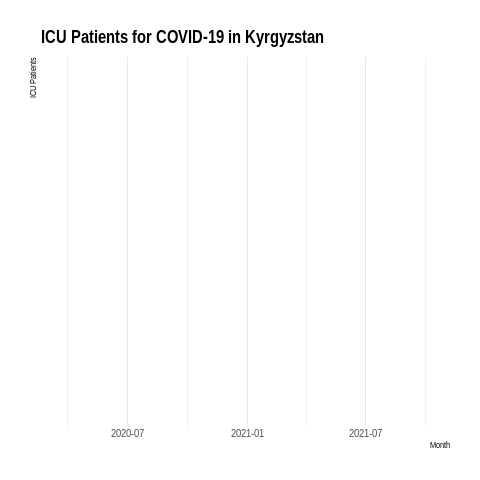 ICU Patients for COVID-19 in Kyrgyzstan
ICU Patients
2020-07
2021-01
2021-07
Month